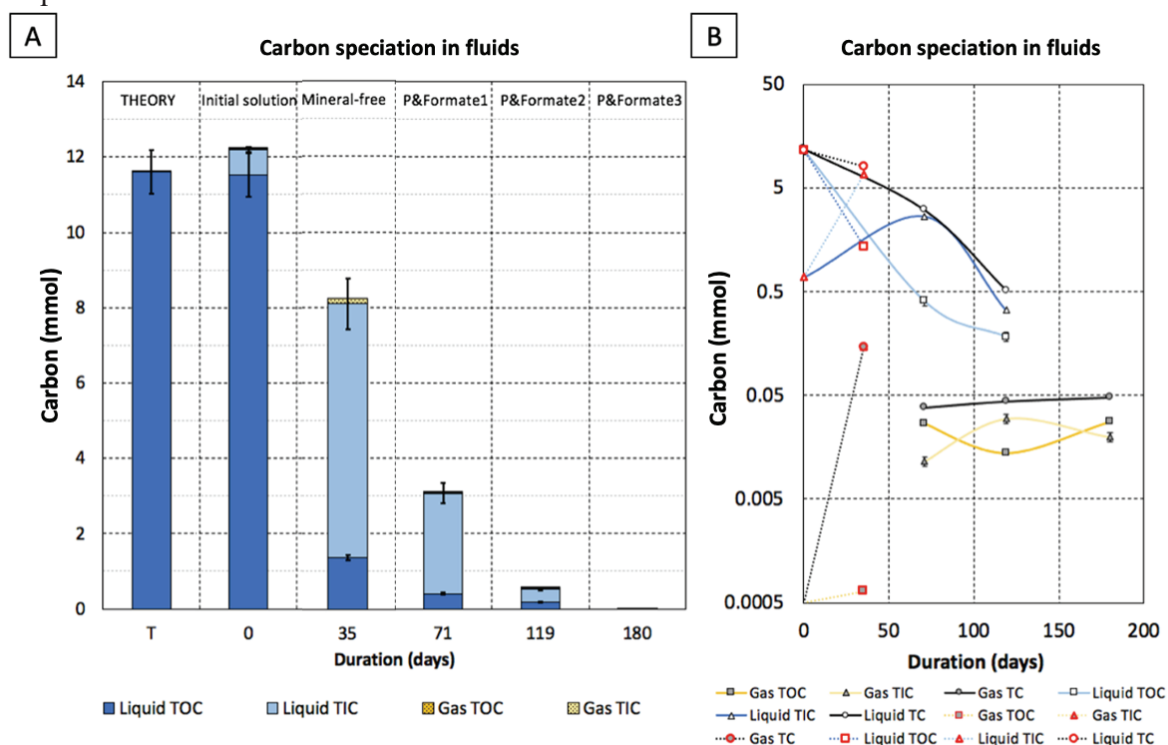 A
Carbon speciation in fluids
14
12
10
8
6
4
2
0
Carbon (mmol)
THEORY
Initial solution
Mineral-free
P&Formate1
P&Formate2
P&Formate3
T
0
35
71
119
180
Duration (days)
Liquid TOC
Liquid TIC
Gas TOC
Gas TIC
B
Carbon speciation in fluids
50
5
0.5
0.05
0.005
0.0005
Carbon (mmol)
0
50
100
150
200
Duration (days)
Gas TOC
Gas TIC
Gas TC
Liquid TOC
Liquid TIC
Liquid TC
Gas TOC
Gas TIC
Gas TC
Liquid TOC
Liquid TIC
Liquid TC